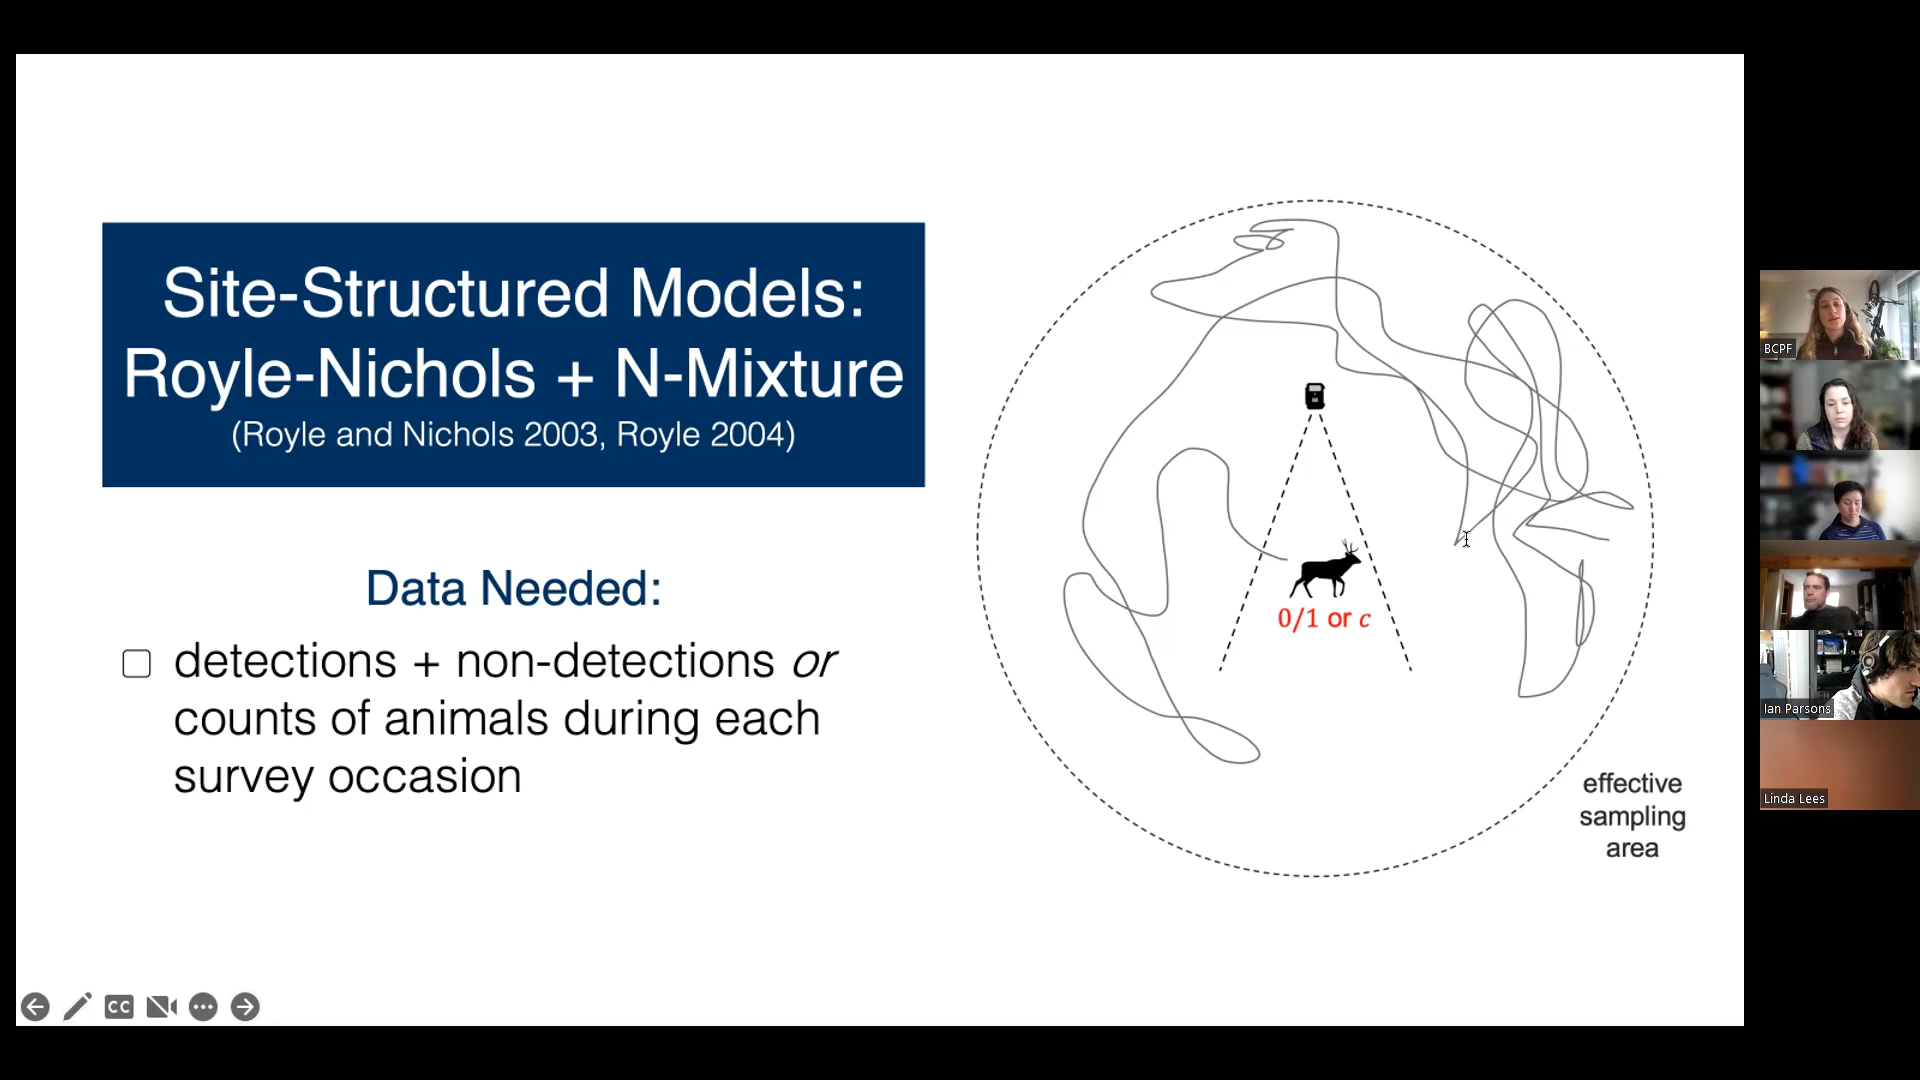 Site-Structured Models:
Royle-Nichols + N-Mixture
(Royle and Nichols 2003, Royle 2004)
Data Needed:
detections + non-detections or
counts of animals during each
survey occasion
0/1 or c
effective
sampling
area
CC
BCPF
Ian Parsons
Linda Lees